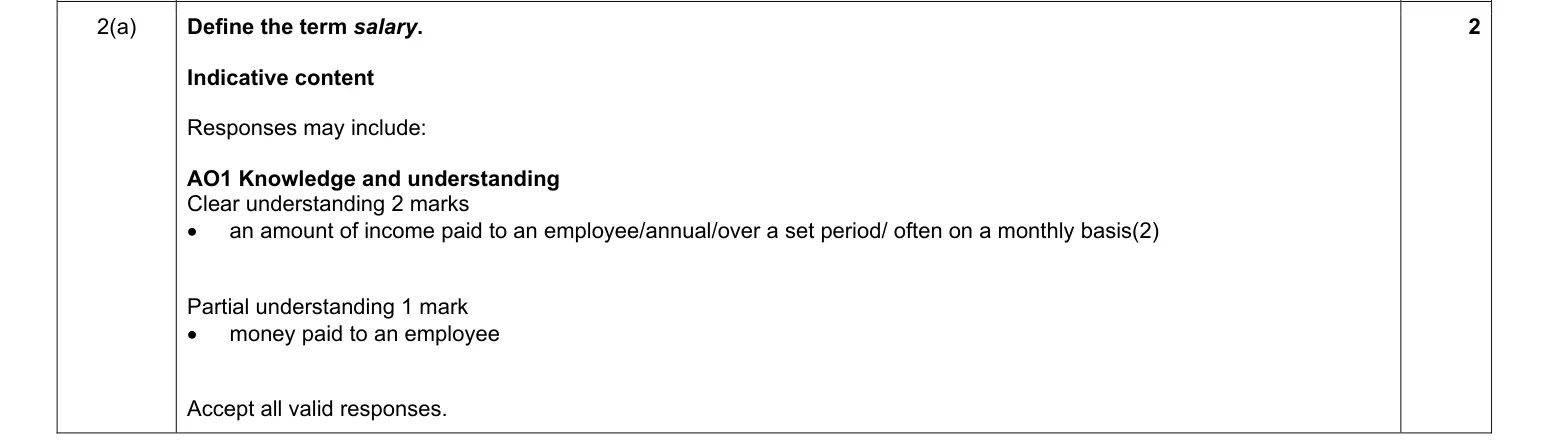 2(a) Define the term salary. 2
Indicative content
Responses may include:
AO1 Knowledge and understanding
Clear understanding 2 marks
• an amount of income paid to an employee/annual/over a set period/ often on a monthly basis(2)
Partial understanding 1 mark
• money paid to an employee
Accept all valid responses.